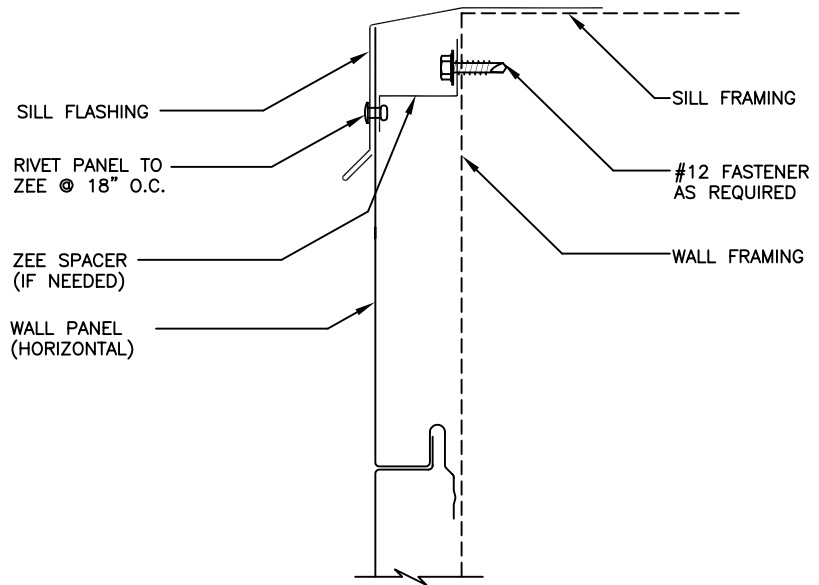 SILL FLASHING
RIVET PANEL TO
ZEE @ 18" O.C.
ZEE SPACER
(IF NEEDED)
WALL PANEL
(HORIZONTAL)
SILL FRAMING
#12 FASTENER
AS REQUIRED
WALL FRAMING